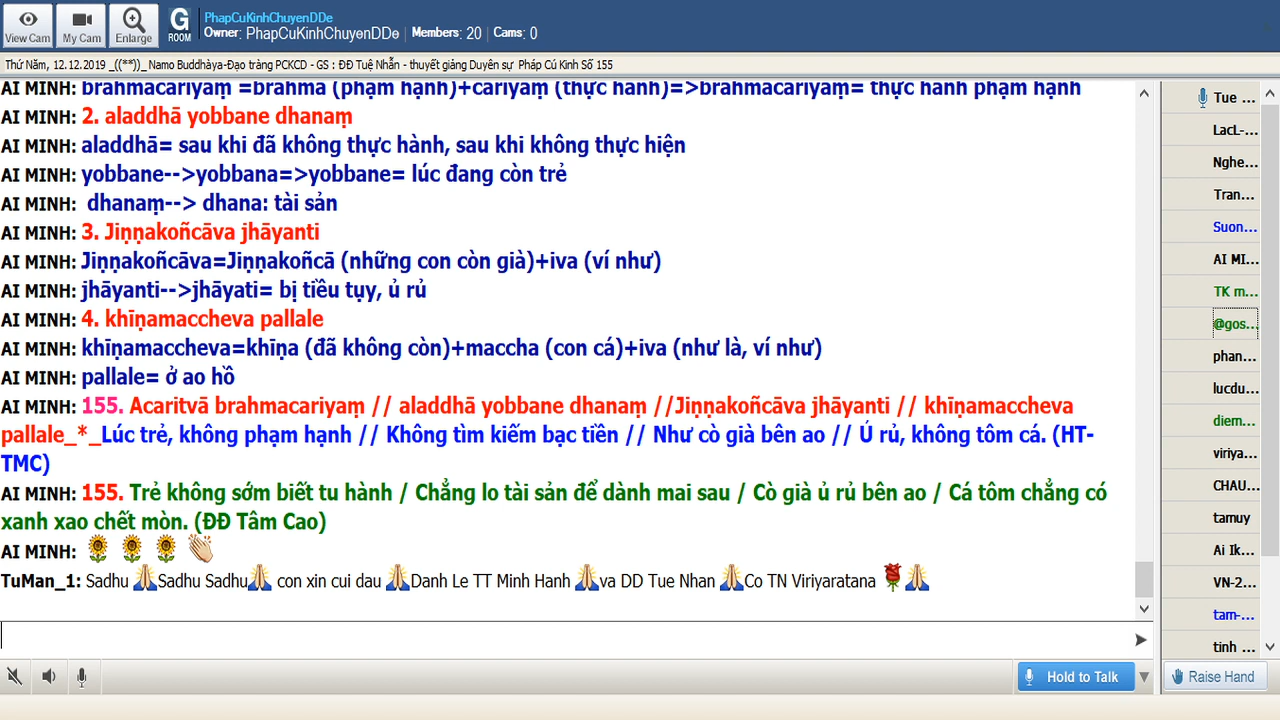 PhapCuKinhChuyenDDe
Owner: PhapCuKinhChuyenDDe | Members: 20 | Cams: 0
View Cam
My Cam
Enlarge
G
ROOM
Thứ Năm, 12.12.2019 _((**))_ Namo Buddhàya-Đạo tràng PCKCD - GS : ĐĐ Tuệ Nhẫn - thuyết giảng Duyên sự Pháp Cú Kinh Số 155
AI MINH: brahmacariyaṃ =brahma (phạm hạnh)+cariyaṃ (thực hành)=>brahmacariyaṃ= thực hành phạm hạnh
AI MINH: 2. aladdhā yobbane dhanaṃ
AI MINH: aladdhā= sau khi đã không thực hành, sau khi không thực hiện
AI MINH: yobbane-->yobbana=>yobbane= lúc đang còn trẻ
AI MINH: dhanaṃ--> dhana: tài sản
AI MINH: 3. Jiṇṇakoñcāva jhāyanti
AI MINH: Jiṇṇakoñcāva=Jiṇṇakoñcā (những con còn già)+iva (ví như)
AI MINH: jhāyanti-->jhāyati= bị tiều tụy, ủ rủ
AI MINH: 4. khīṇamaccheva pallale
AI MINH: khīṇamaccheva=khīṇa (đã không còn)+maccha (con cá)+iva (như là, ví như)
AI MINH: pallale= ở ao hồ
AI MINH: 155. Acaritvā brahmacariyaṃ // aladdhā yobbane dhanaṃ //Jiṇṇakoñcāva jhāyanti // khīṇamaccheva
pallale_*_Lúc trẻ, không phạm hạnh // Không tìm kiếm bạc tiền // Như cò già bên ao // Ủ rủ, không tôm cá. (HT-
TMC)
AI MINH: 155. Trẻ không sớm biết tu hành / Chẳng lo tài sản để dành mai sau / Cò già ủ rủ bên ao / Cá tôm chẳng có
xanh xao chết mòn. (ĐĐ Tâm Cao)
AI MINH: 🌻 🌻 🌻 👏
TuMan_1: Sadhu 🙏Sadhu Sadhu🙏 con xin cui dau 🙏Danh Le TT Minh Hanh 🙏va DD Tue Nhan 🙏Co TN Viriyaratana 🌹🙏
Tue ...
LacL-...
Nghe...
Tran...
Suon...
AI MI...
TK m...
@gos...
phan...
lucdu...
diem...
viriya...
CHAU...
tamuy
Ai Ik...
VN-2...
tam-...
tinh ...
Hold to Talk
Raise Hand